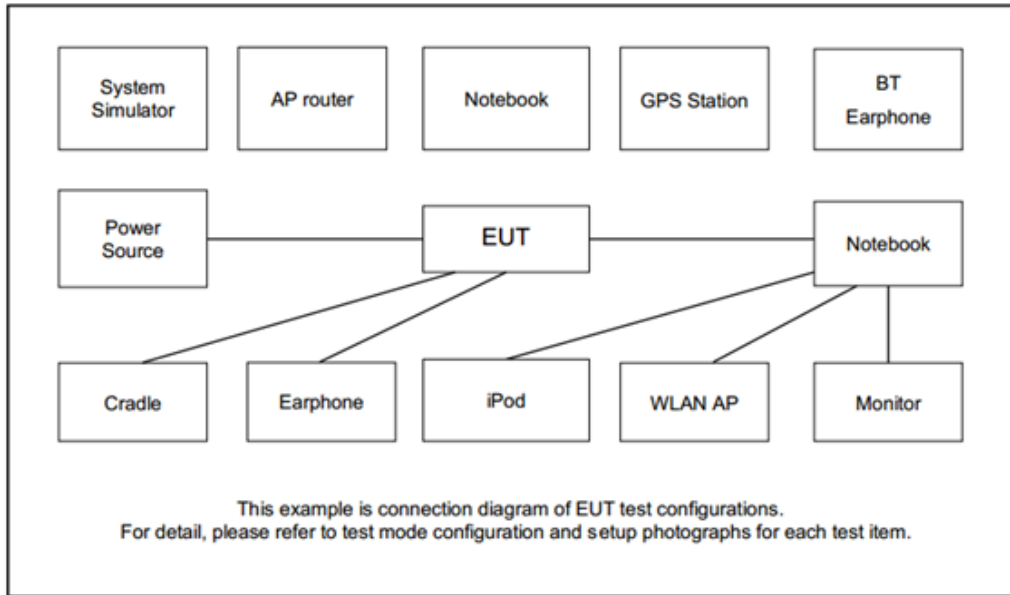 System
Simulator
AP router
Notebook
GPS Station
BT
Earphone
Power
Source
EUT
Notebook
Cradle
Earphone
iPod
WLAN AP
Monitor
This example is connection diagram of EUT test configurations.
For detail, please refer to test mode configuration and setup photographs for each test item.